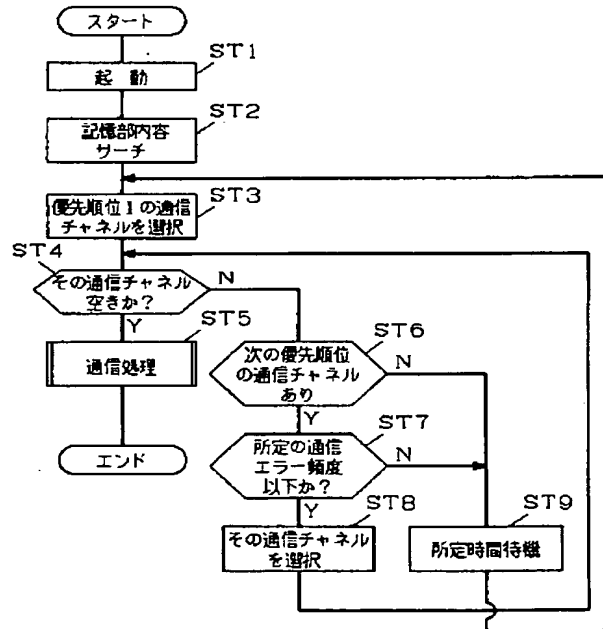 スタート
ST1
起動
ST2
記憶部内容
サーチ
ST3
優先順位1の通信
チャネルを選択
ST4
その通信チャネル
空きか?
N
Y
ST5
通信処理
エンド
ST6
次の優先順位
の通信チャネル
あり
N
Y
ST7
所定の通信
エラー頻度
以下か?
N
Y
ST8
その通信チャネル
を選択
ST9
所定時間待機